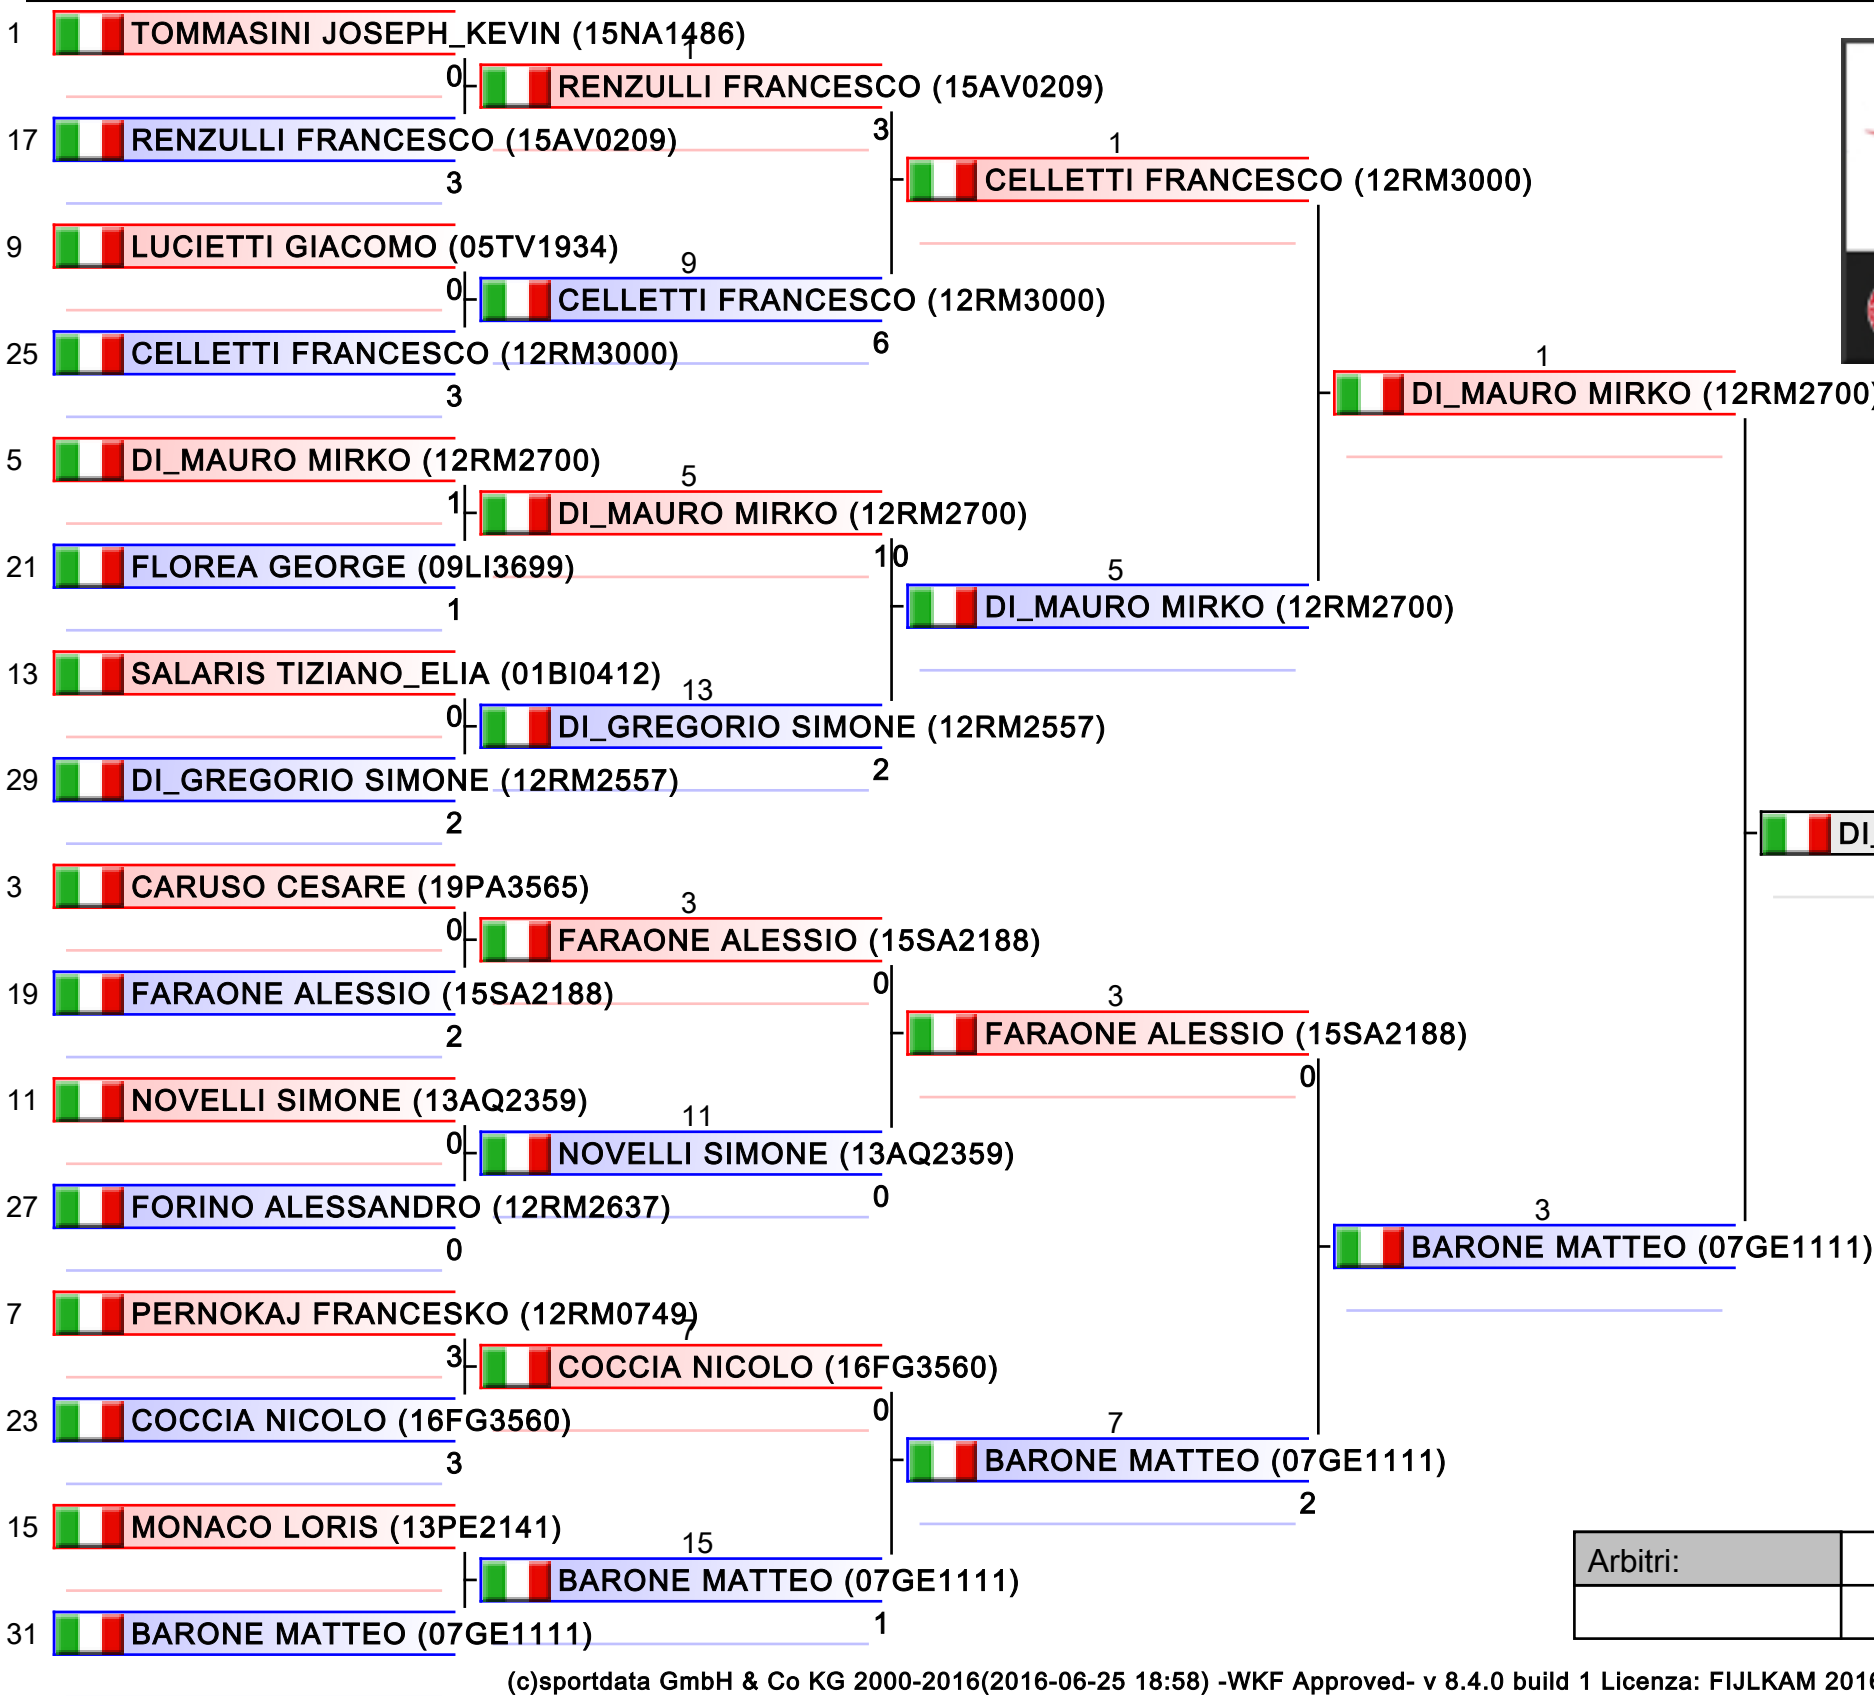 1 TOMMASINI JOSEPH_KEVIN (15NA1486)
0
1
RENZULLI FRANCESCO (15AV0209)
3
17 RENZULLI FRANCESCO (15AV0209)
3
1
CELLETTI FRANCESCO (12RM3000)
9 LUCIETTI GIACOMO (05TV1934)
0
9
CELLETTI FRANCESCO (12RM3000)
6
25 CELLETTI FRANCESCO (12RM3000)
3
1
DI_MAURO MIRKO (12RM2700)
5 DI_MAURO MIRKO (12RM2700)
1
5
DI_MAURO MIRKO (12RM2700)
10
21 FLOREA GEORGE (09LI3699)
1
5
DI_MAURO MIRKO (12RM2700)
13 SALARIS TIZIANO_ELIA (01BI0412)
0
13
DI_GREGORIO SIMONE (12RM2557)
2
29 DI_GREGORIO SIMONE (12RM2557)
2
DI_
3 CARUSO CESARE (19PA3565)
0
3
FARAONE ALESSIO (15SA2188)
0
19 FARAONE ALESSIO (15SA2188)
2
3
FARAONE ALESSIO (15SA2188)
0
11 NOVELLI SIMONE (13AQ2359)
0
11
NOVELLI SIMONE (13AQ2359)
0
27 FORINO ALESSANDRO (12RM2637)
0
3
BARONE MATTEO (07GE1111)
7 PERNOKAJ FRANCESKO (12RM0749)
3
7
COCCIA NICOLO (16FG3560)
0
23 COCCIA NICOLO (16FG3560)
3
7
BARONE MATTEO (07GE1111)
2
15 MONACO LORIS (13PE2141)
15
BARONE MATTEO (07GE1111)
1
31 BARONE MATTEO (07GE1111)
Arbitri:
(c)sportdata GmbH & Co KG 2000-2016(2016-06-25 18:58) -WKF Approved- v 8.4.0 build 1 Licenza: FIJLKAM 2016